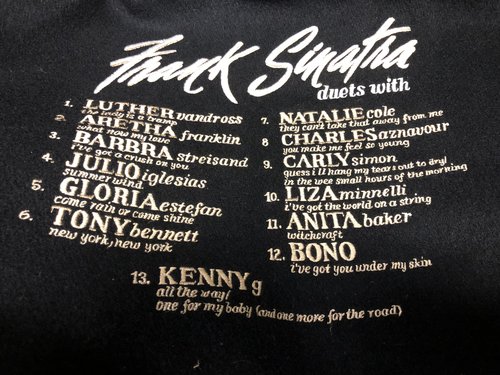 Frank Sinatra
duets with
1. LUTHER vandross
the lady is a tramp
2. ARETHA franklin
what now my love
3. BARBRA streisand
i've got a crush on you
4. JULIO iglesias
summer wind
5. GLORIA estefan
come rain or come shine
6. TONY bennett
new york, new york
7. NATALIE cole
they can't take that away from me
8 CHARLES aznavour
you make me feel so young
9. CARLY simon
guess i'll hang my tears out to dry/
in the wee small hours of the morning
10. LIZA minnelli
i've got the world on a string
11. ANITA baker
witchcraft
12. BONO
i've got you under my skin
13. KENNY g
all the way/
one for my baby (and one more for the road)